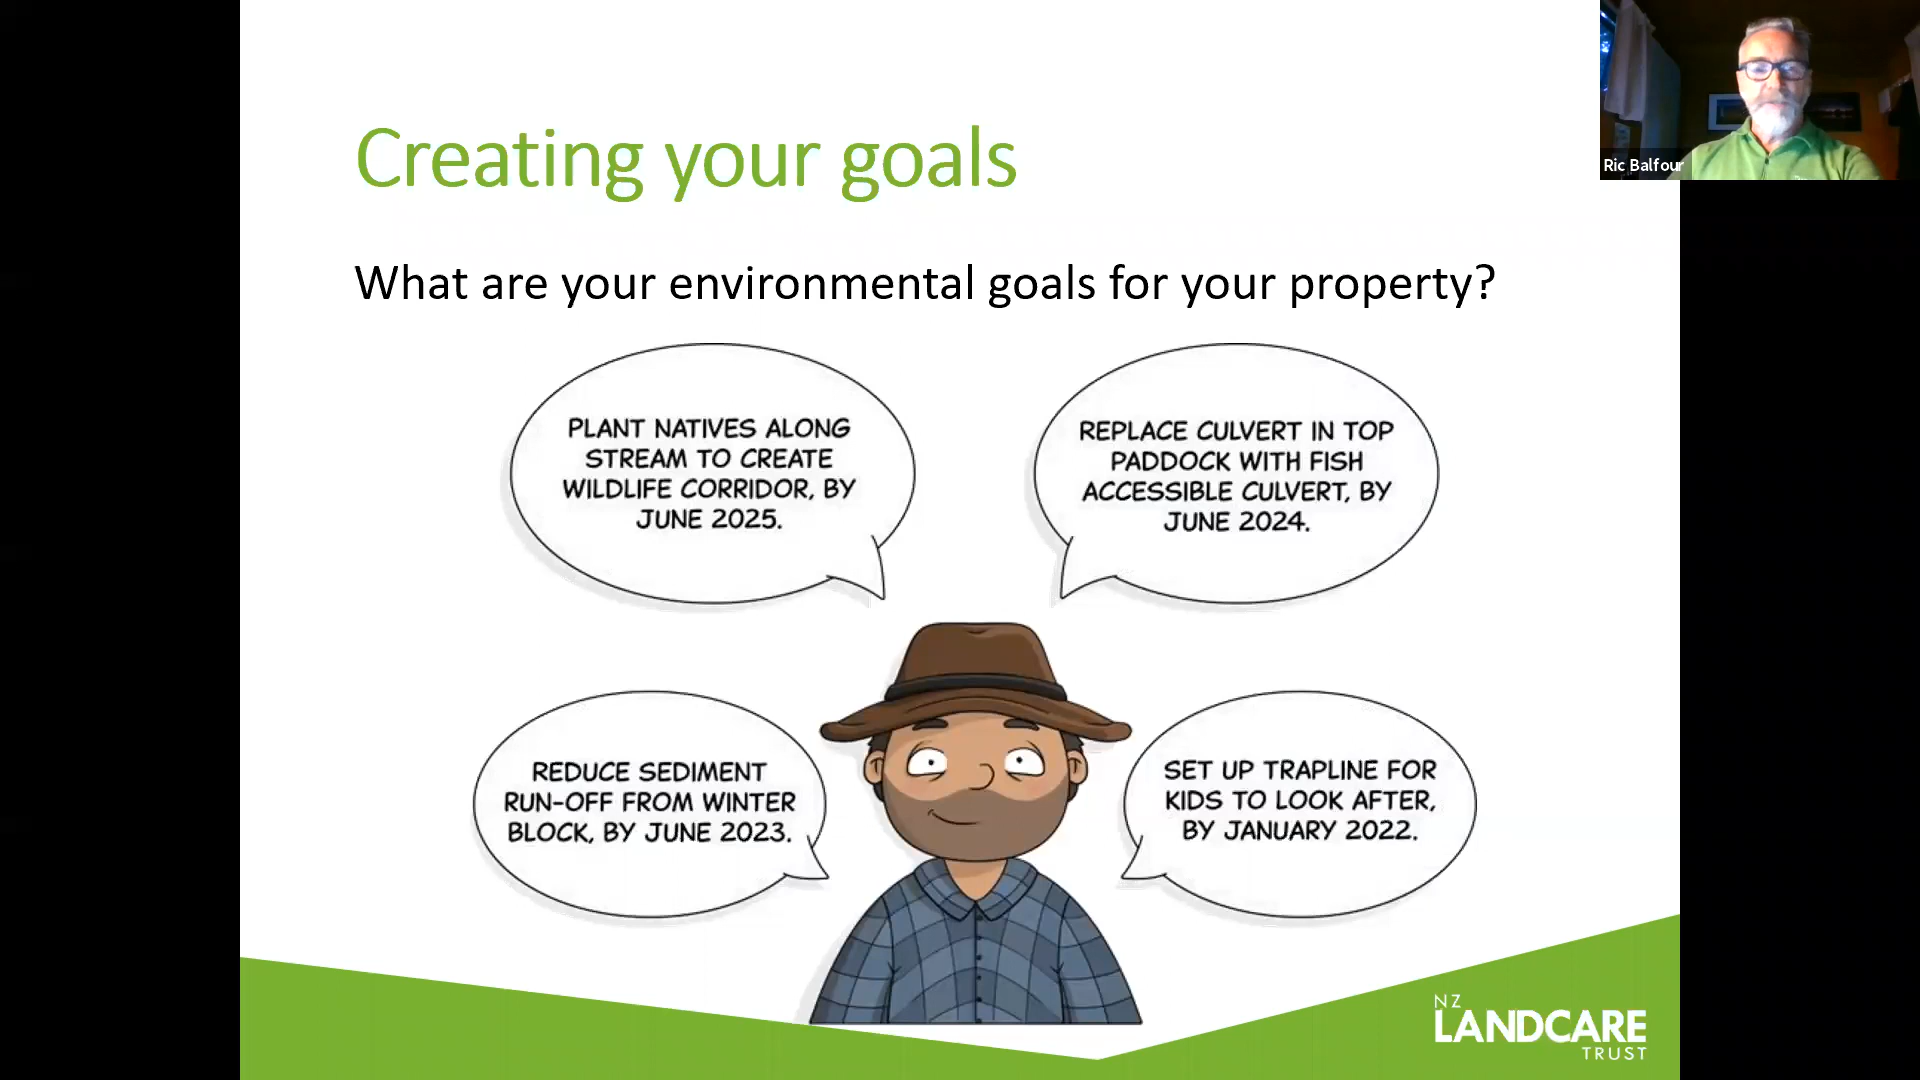 Ric Balfour
Creating your goals
What are your environmental goals for your property?
PLANT NATIVES ALONG
STREAM TO CREATE
WILDLIFE CORRIDOR, BY
JUNE 2025.
REPLACE CULVERT IN TOP
PADDOCK WITH FISH
ACCESSIBLE CULVERT, BY
JUNE 2024.
REDUCE SEDIMENT
RUN-OFF FROM WINTER
BLOCK, BY JUNE 2023.
SET UP TRAPLINE FOR
KIDS TO LOOK AFTER,
BY JANUARY 2022.
NZ
LANDCARE
TRUST